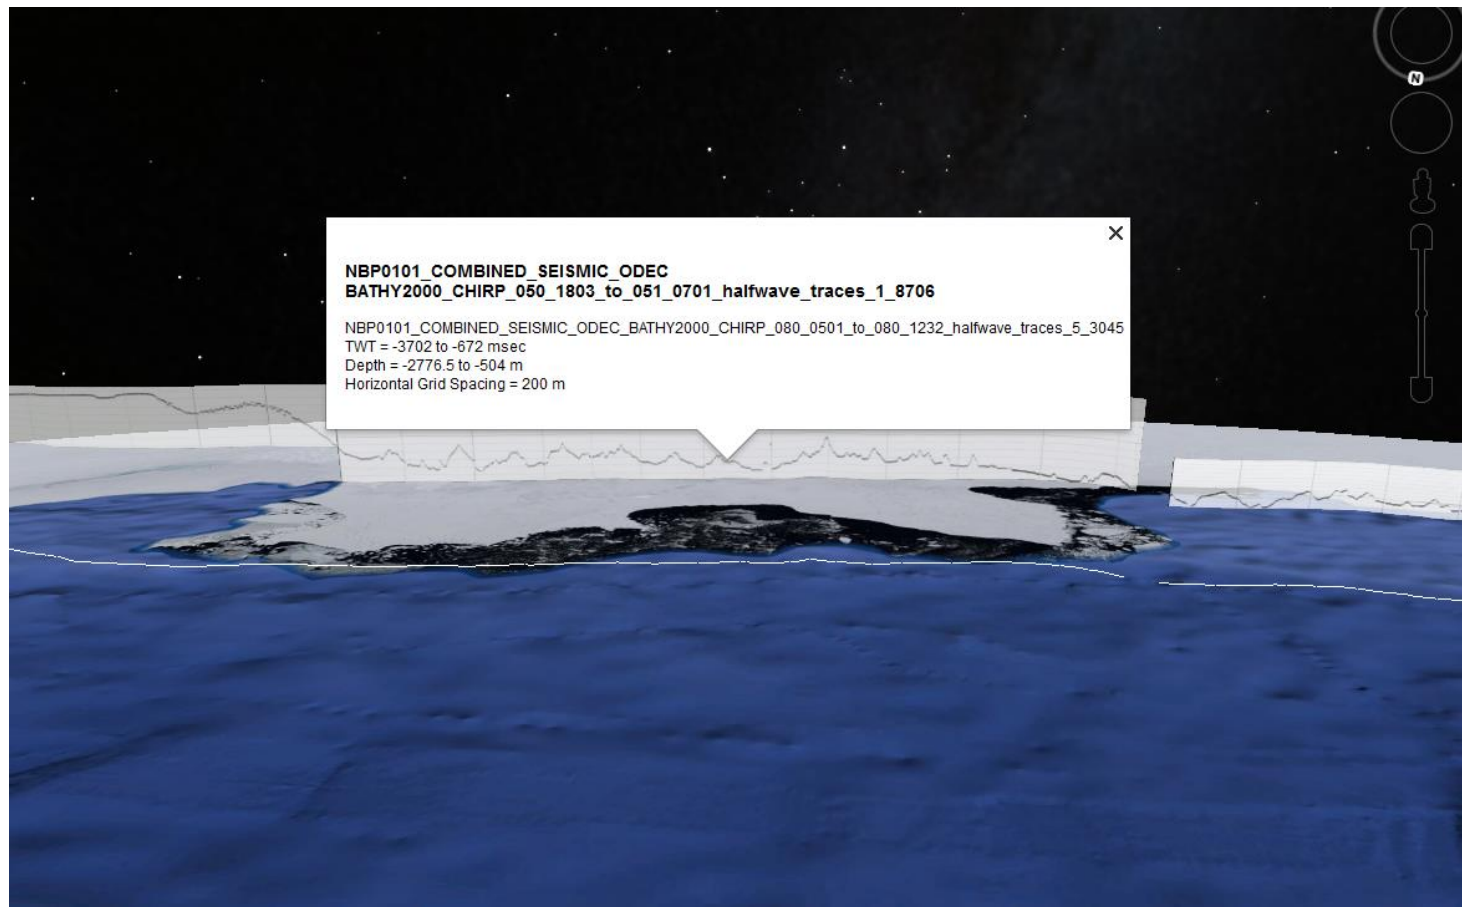 N
NBP0101_COMBINED_SEISMIC_ODEC
BATHY2000_CHIRP_050_1803_to_051_0701_halfwave_traces_1_8706
NBP0101_COMBINED_SEISMIC_ODEC_BATHY2000_CHIRP_080_0501_to_080_1232_halfwave_traces_5_3045
TWT = -3702 to -672 msec
Depth = -2776.5 to -504 m
Horizontal Grid Spacing = 200 m